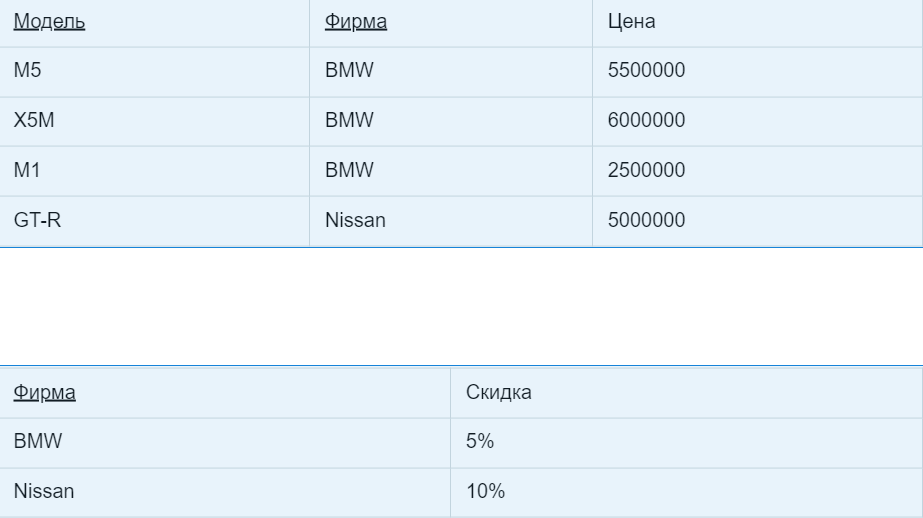 Модель Фирма Цена
M5 BMW 5500000
X5M BMW 6000000
M1 BMW 2500000
GT-R Nissan 5000000
Фирма Скидка
BMW 5%
Nissan 10%